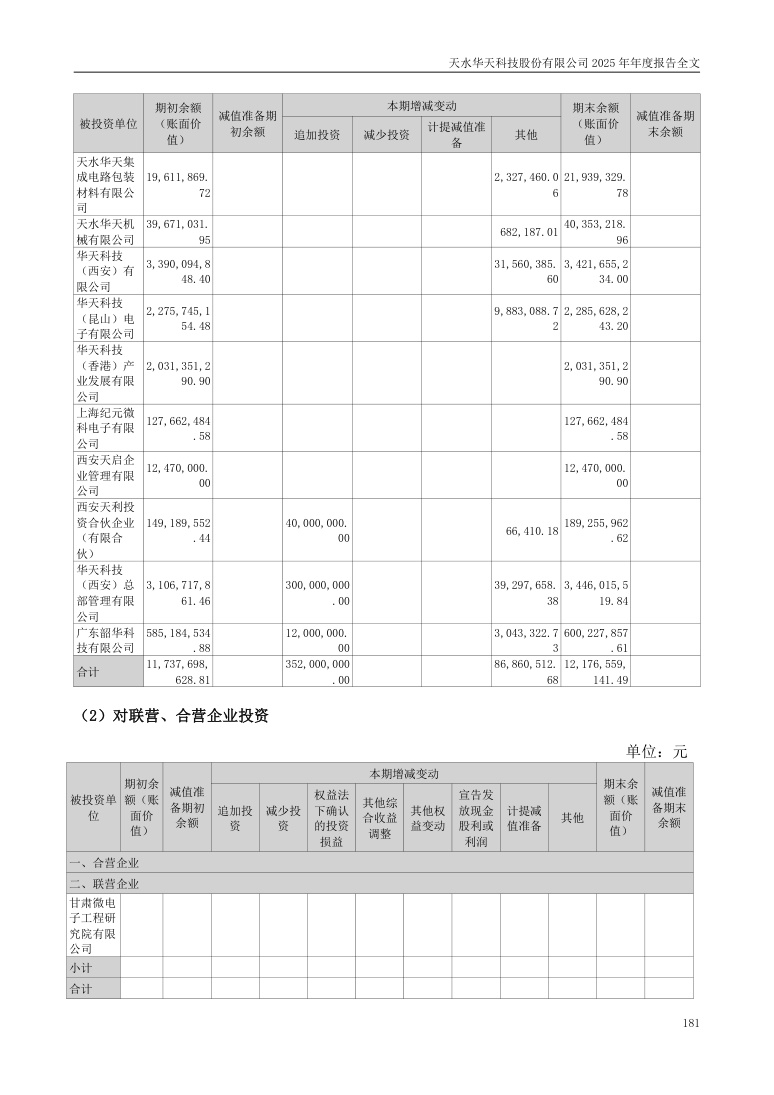 天水华天科技股份有限公司 2025 年年度报告全文
被投资单位 期初余额（账面价值） 减值准备期初余额 本期增减变动 期末余额（账面价值） 减值准备期末余额
追加投资 减少投资 计提减值准备 其他
天水华天集成电路包装材料有限公司 19,611,869.72 2,327,460.06 21,939,329.78
天水华天机械有限公司 39,671,031.95 682,187.01 40,353,218.96
华天科技（西安）有限公司 3,390,094,848.40 31,560,385.60 3,421,655,234.00
华天科技（昆山）电子有限公司 2,275,745,154.48 9,883,088.72 2,285,628,243.20
华天科技（香港）产业发展有限公司 2,031,351,290.90 2,031,351,290.90
上海纪元微科电子有限公司 127,662,484.58 127,662,484.58
西安天启企业管理有限公司 12,470,000.00 12,470,000.00
西安天利投资合伙企业（有限合伙） 149,189,552.44 40,000,000.00 66,410.18 189,255,962.62
华天科技（西安）总部管理有限公司 3,106,717,861.46 300,000,000.00 39,297,658.38 3,446,015,519.84
广东韶华科技有限公司 585,184,534.88 12,000,000.00 3,043,322.73 600,227,857.61
合计 11,737,698,628.81 352,000,000.00 86,860,512.68 12,176,559,141.49
（2）对联营、合营企业投资
单位：元
被投资单位 期初余额（账面价值） 减值准备期初余额 本期增减变动 期末余额（账面价值） 减值准备期末余额
追加投资 减少投资 权益法下确认的投资损益 其他综合收益调整 其他权益变动 宣告发放现金股利或利润 计提减值准备 其他
一、合营企业
二、联营企业
甘肃微电子工程研究院有限公司
小计
合计
181